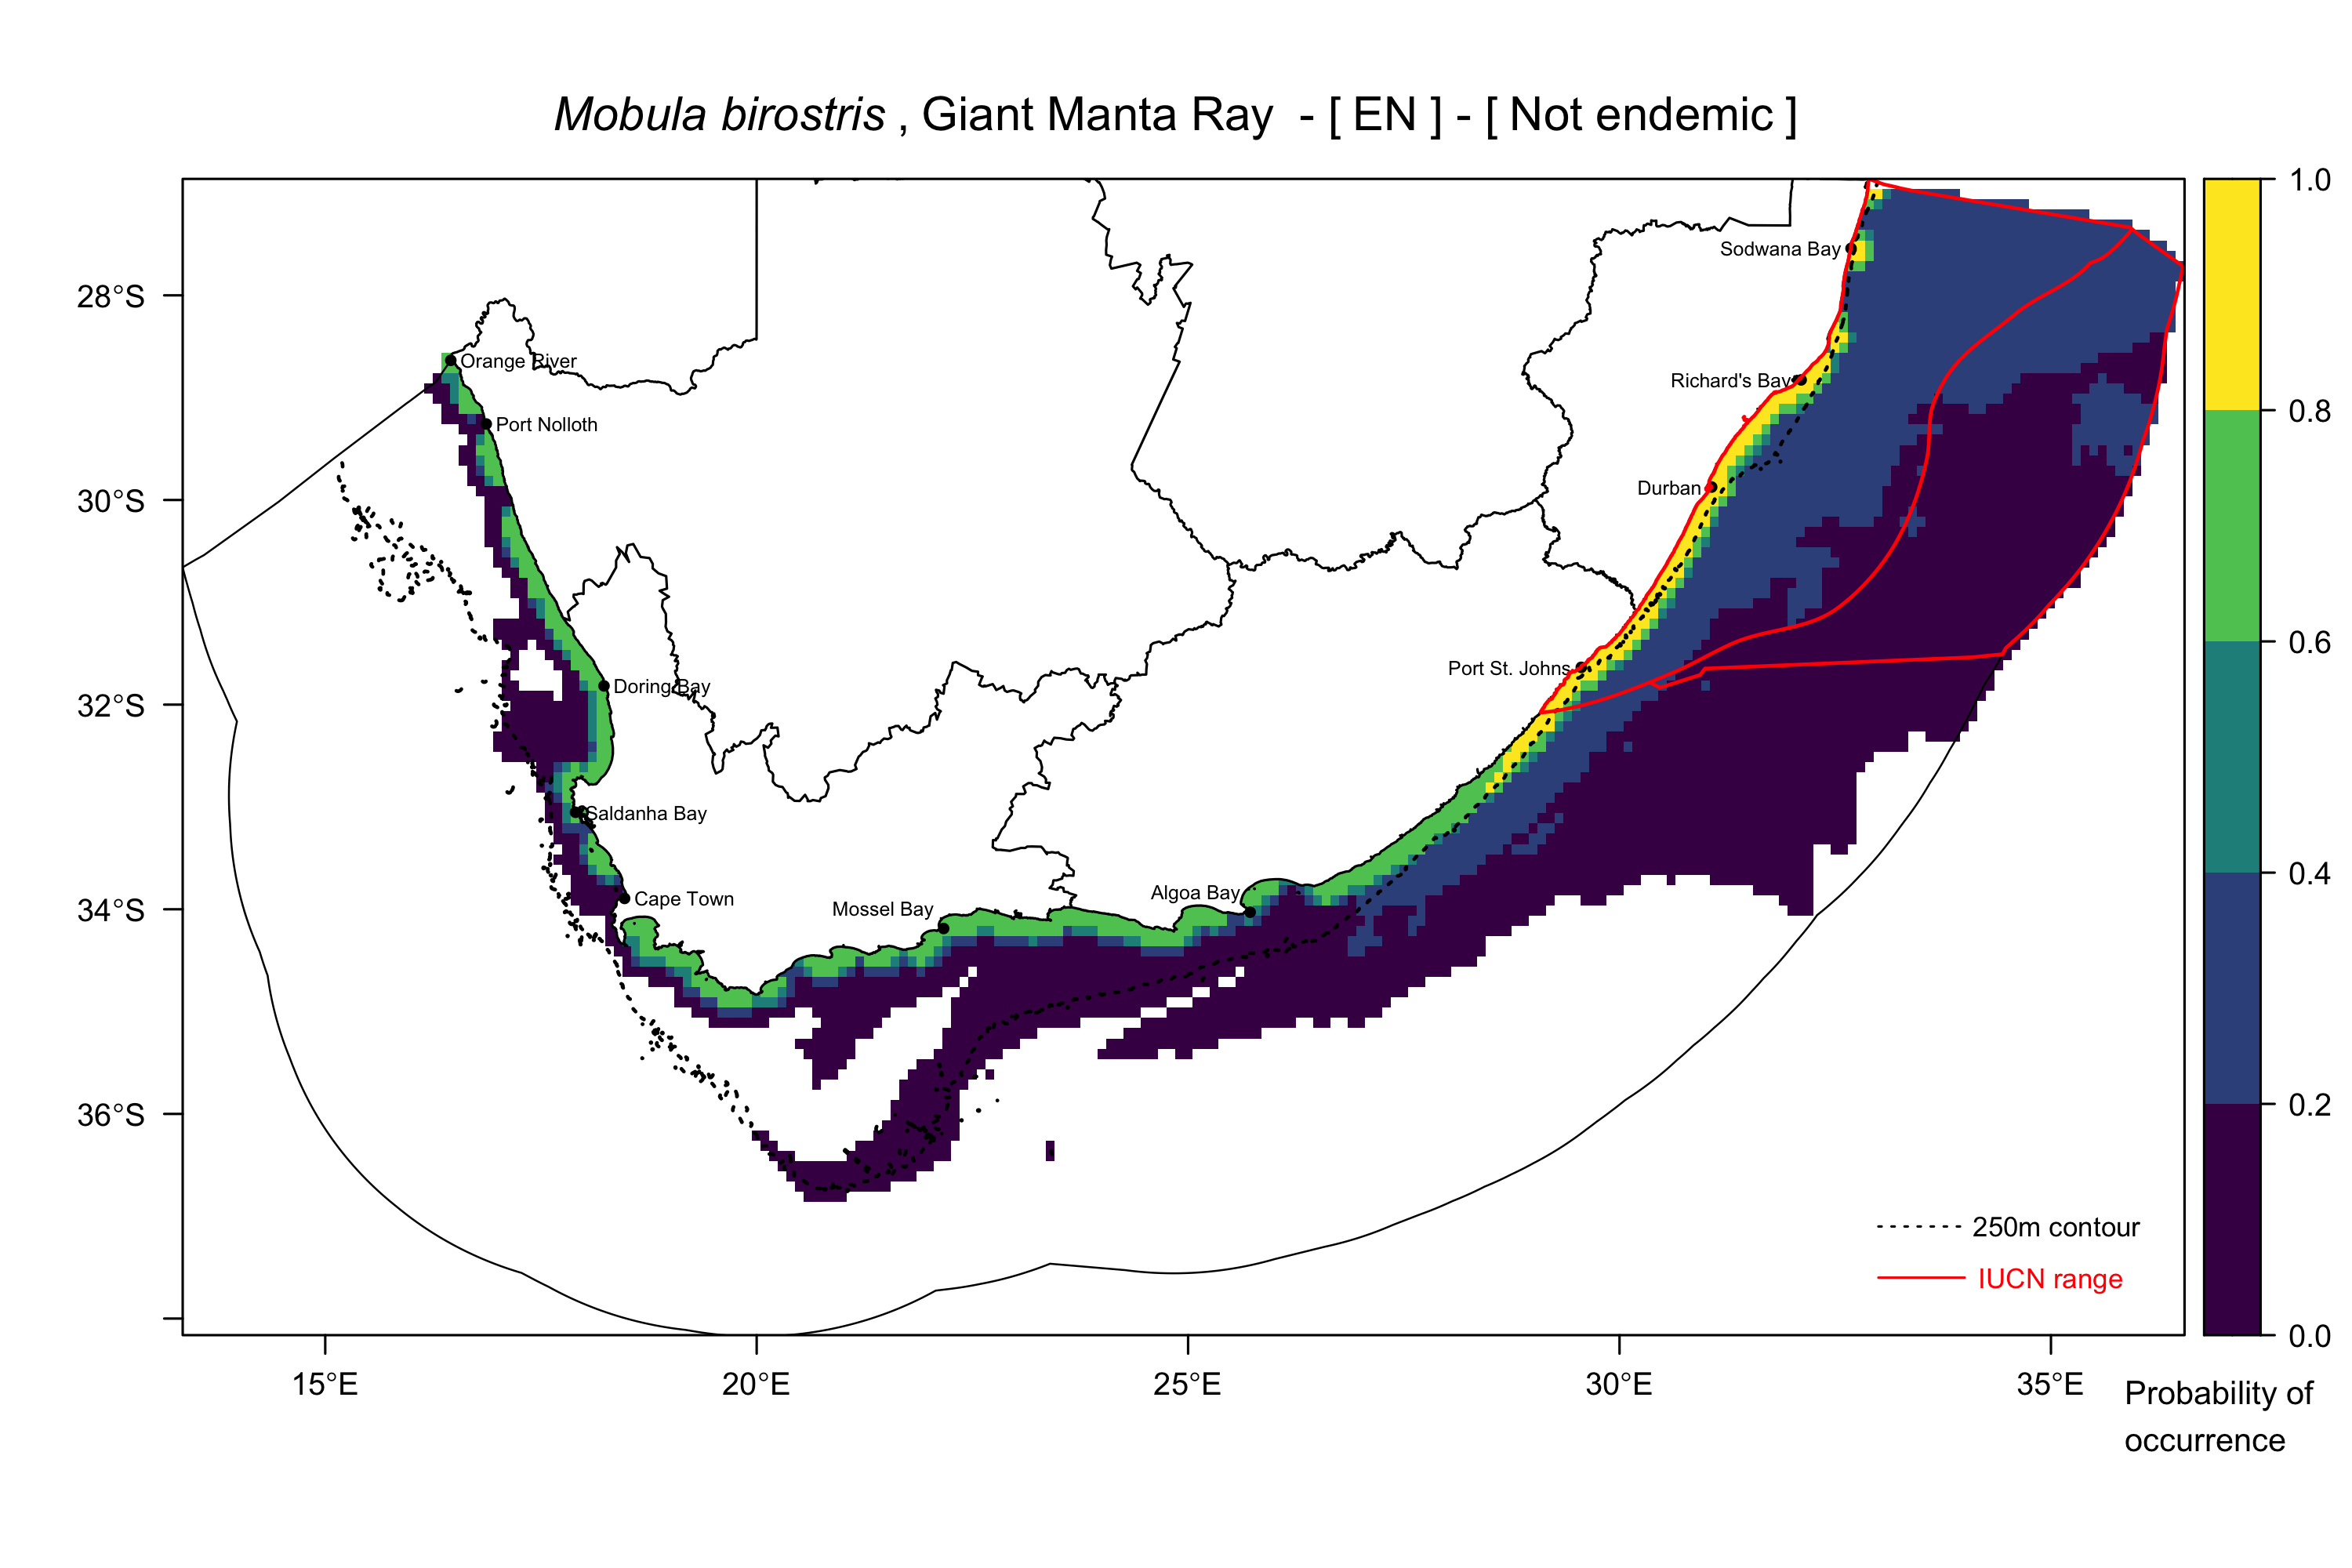 Mobula birostris , Giant Manta Ray - [ EN ] - [ Not endemic ]
1.0
Sodwana Bay
28°S
Orange River
Richard's Bay
0.8
Port Nolloth
Durban
30°S
0.6
Port St. Johns
Doring Bay
32°S
Saldanha Bay
0.4
Cape Town
Algoa Bay
Mossel Bay
34°S
36°S
0.2
250m contour
IUCN range
0.0
15°E
20°E
25°E
30°E
35°E
Probability of
occurrence